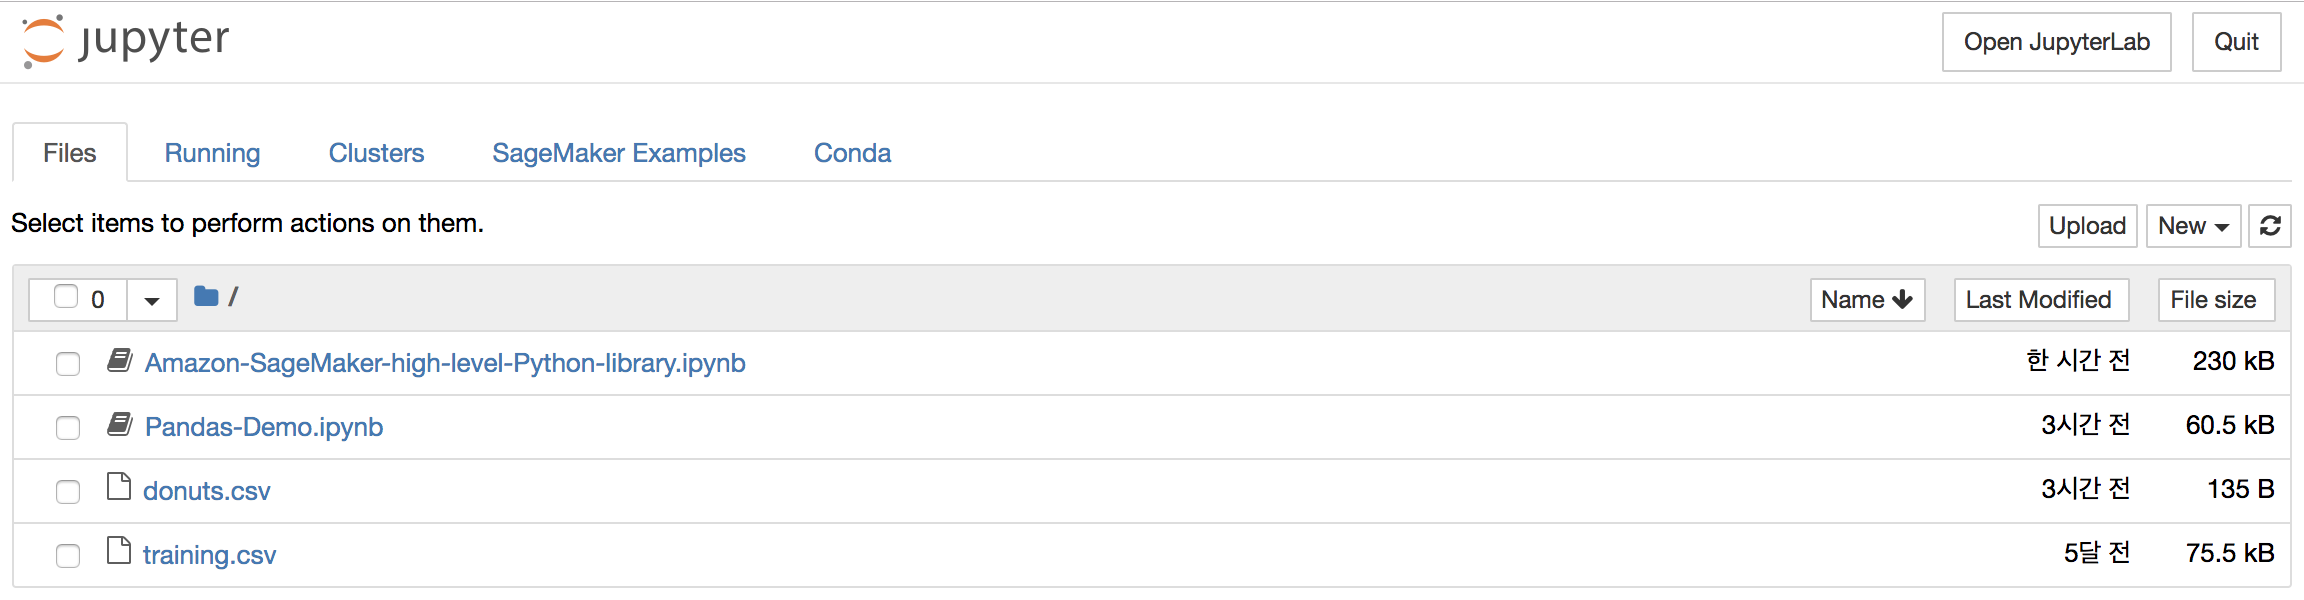 jupyter Open JupyterLab Quit
Files Running Clusters SageMaker Examples Conda
Select items to perform actions on them. Upload New
0 / Name Last Modified File size
Amazon-SageMaker-high-level-Python-library.ipynb 한 시간 전 230 kB
Pandas-Demo.ipynb 3시간 전 60.5 kB
donuts.csv 3시간 전 135 B
training.csv 5달 전 75.5 kB